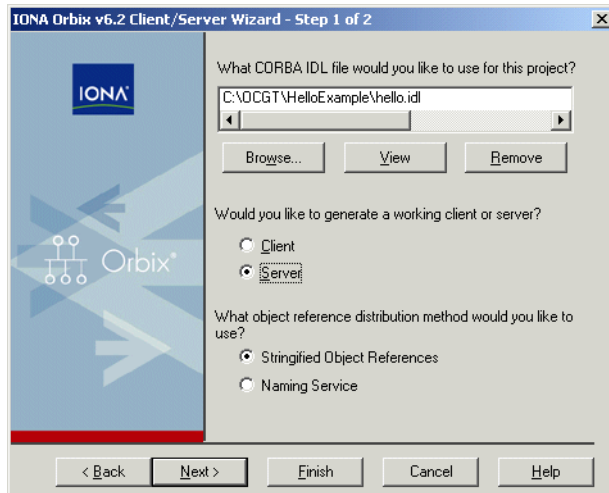 IONA Orbix v6.2 Client/Server Wizard - Step 1 of 2
IONA
Orbix
What CORBA IDL file would you like to use for this project?
C:\OCGT\HelloExample\hello.idl
Browse...
View
Remove
Would you like to generate a working client or server?
Client
Server
What object reference distribution method would you like to
use?
Stringified Object References
Naming Service
< Back
Next >
Finish
Cancel
Help